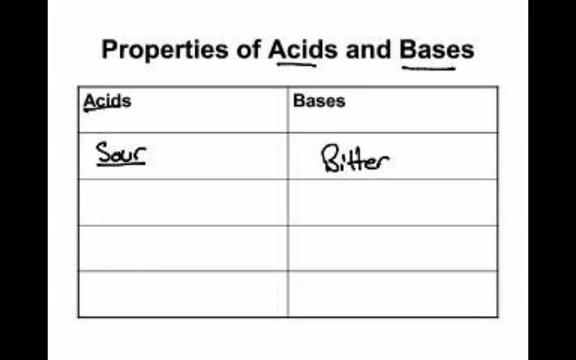 Properties of Acids and Bases
Acids Bases
Sour Bitter